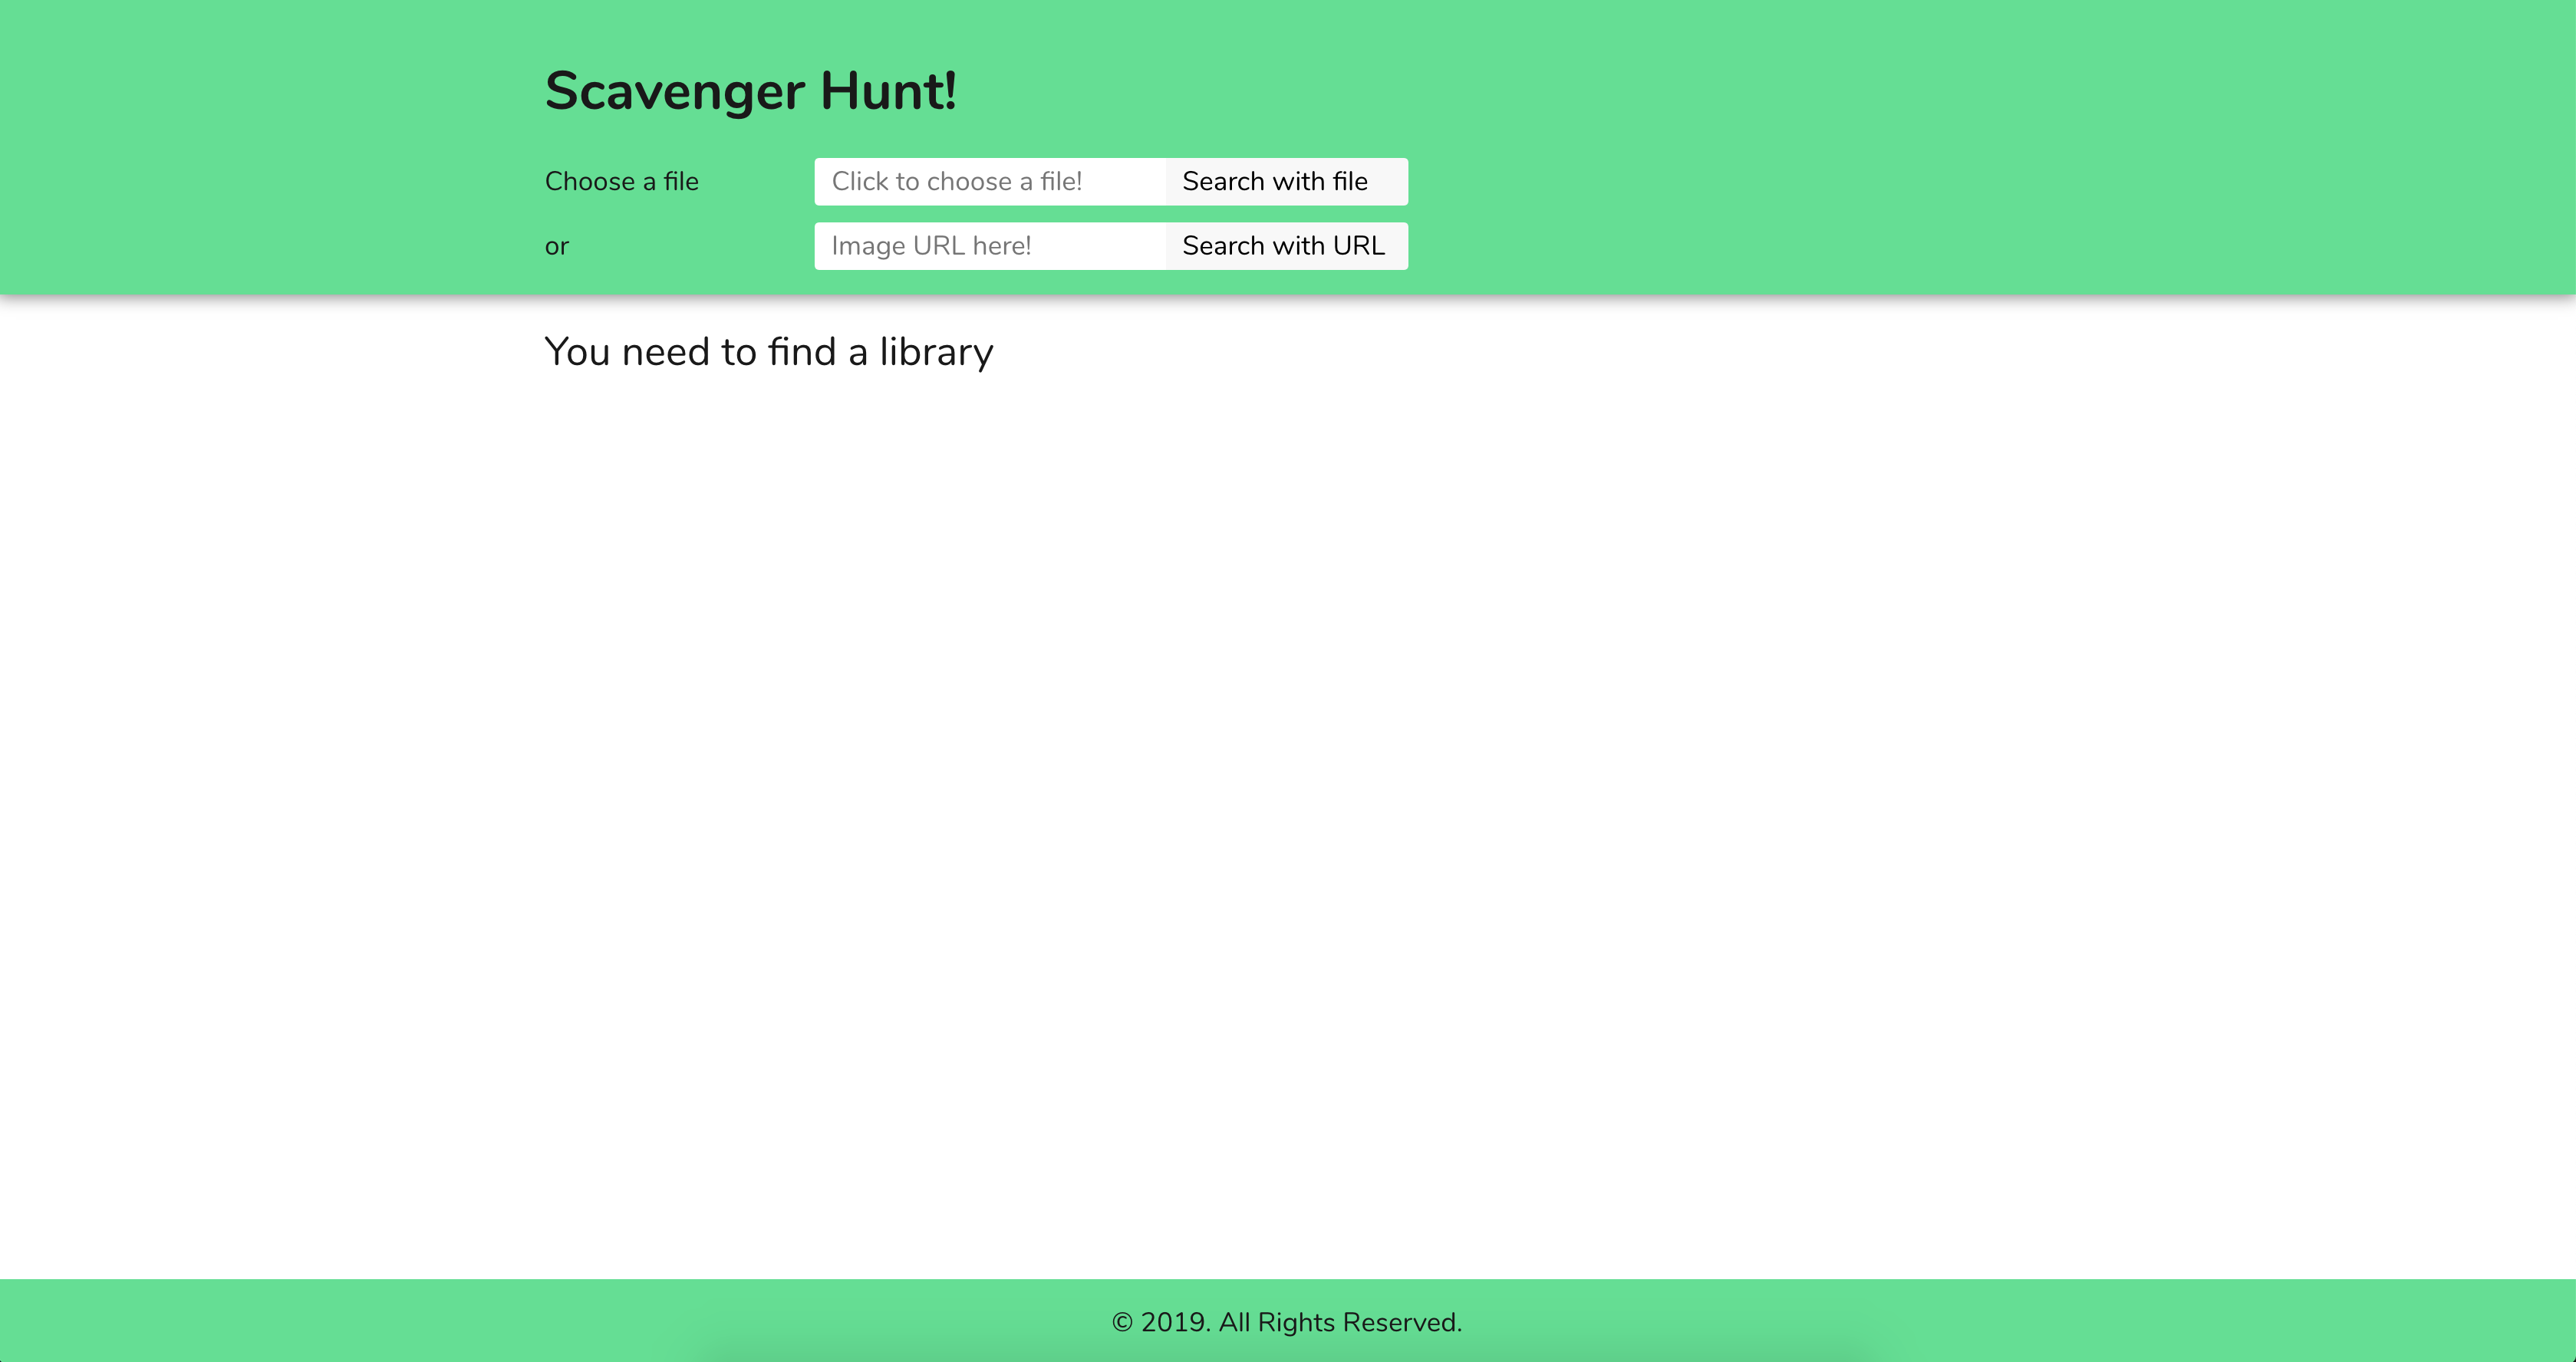 Scavenger Hunt!
Choose a file
Click to choose a file!
Search with file
or
Image URL here!
Search with URL
You need to find a library
© 2019. All Rights Reserved.